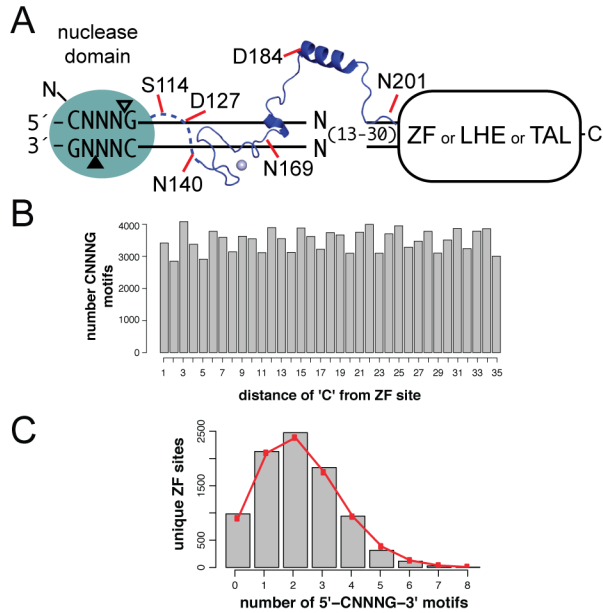 A
nuclease
domain
N
S114
D127
D184
N201
5´ CNNNG N
(13-30)
3´ GNNNC N
ZF or LHE or TAL
C
N140
N169
B
number CNNNG
motifs
4000
3000
2000
1000
0
1 3 5 7 9 11 13 15 17 19 21 23 25 27 29 31 33 35
distance of 'C' from ZF site
C
unique ZF sites
2500
1500
500
0
0 1 2 3 4 5 6 7 8
number of 5'–CNNNG–3' motifs